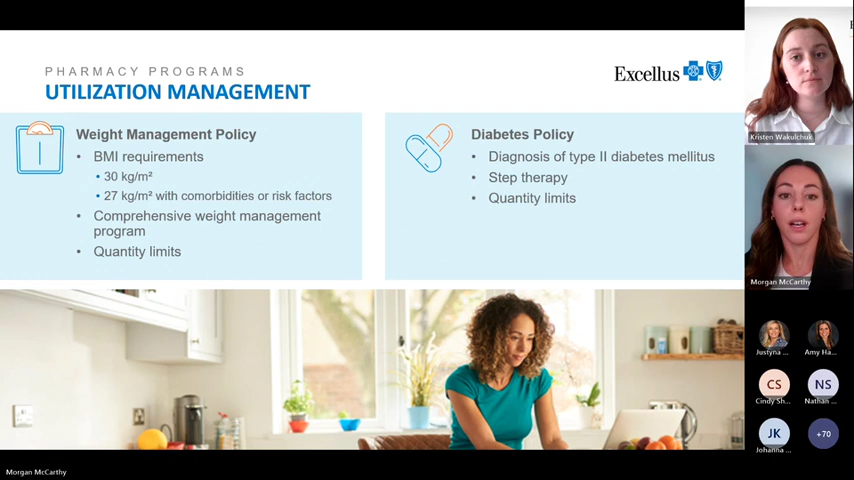 PHARMACY PROGRAMS
UTILIZATION MANAGEMENT
Excellus
Weight Management Policy
• BMI requirements
• 30 kg/m²
• 27 kg/m² with comorbidities or risk factors
• Comprehensive weight management
program
• Quantity limits
Diabetes Policy
• Diagnosis of type II diabetes mellitus
• Step therapy
• Quantity limits
Kristen Wakulchuk
Morgan McCarthy
Justyna ...
Amy Ha...
CS
NS
Cindy Sh...
Nathan ...
JK
+70
Johanna ...
Morgan McCarthy